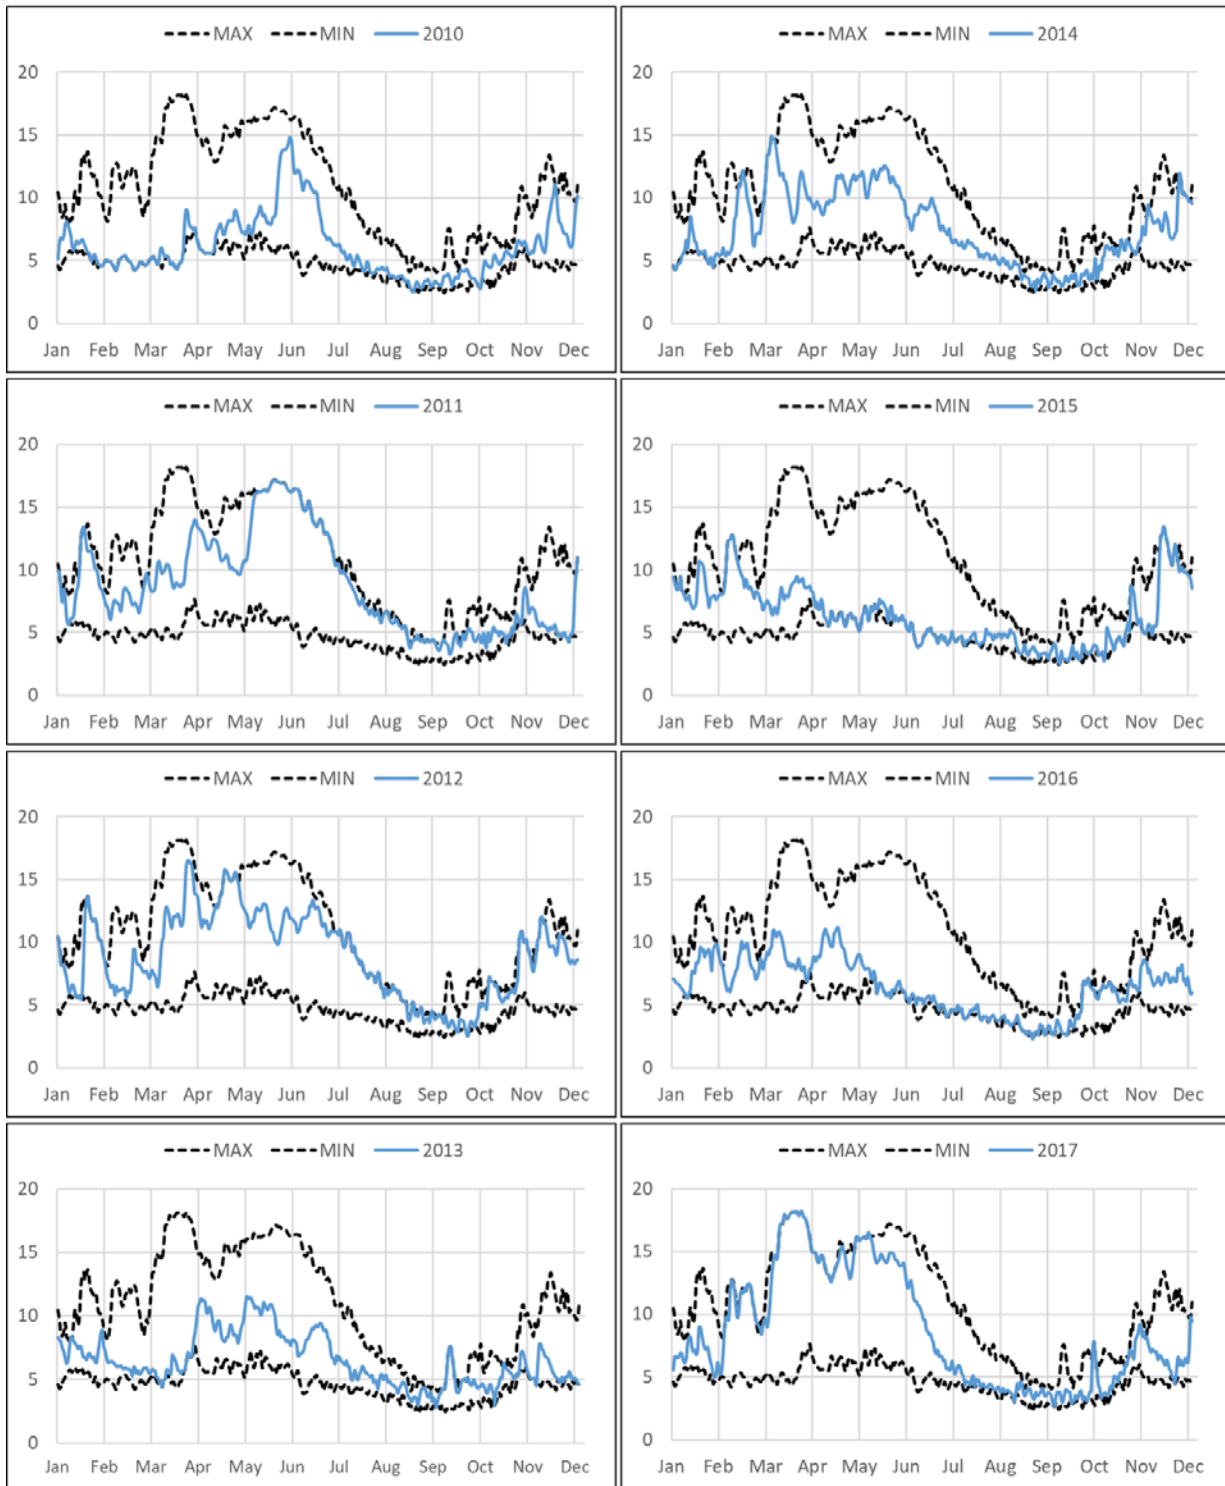 MAX MIN 2010
20
15
10
5
0
Jan Feb Mar Apr May Jun Jul Aug Sep Oct Nov Dec
MAX MIN 2014
20
15
10
5
0
Jan Feb Mar Apr May Jun Jul Aug Sep Oct Nov Dec
MAX MIN 2011
20
15
10
5
0
Jan Feb Mar Apr May Jun Jul Aug Sep Oct Nov Dec
MAX MIN 2015
20
15
10
5
0
Jan Feb Mar Apr May Jun Jul Aug Sep Oct Nov Dec
MAX MIN 2012
20
15
10
5
0
Jan Feb Mar Apr May Jun Jul Aug Sep Oct Nov Dec
MAX MIN 2016
20
15
10
5
0
Jan Feb Mar Apr May Jun Jul Aug Sep Oct Nov Dec
MAX MIN 2013
20
15
10
5
0
Jan Feb Mar Apr May Jun Jul Aug Sep Oct Nov Dec
MAX MIN 2017
20
15
10
5
0
Jan Feb Mar Apr May Jun Jul Aug Sep Oct Nov Dec